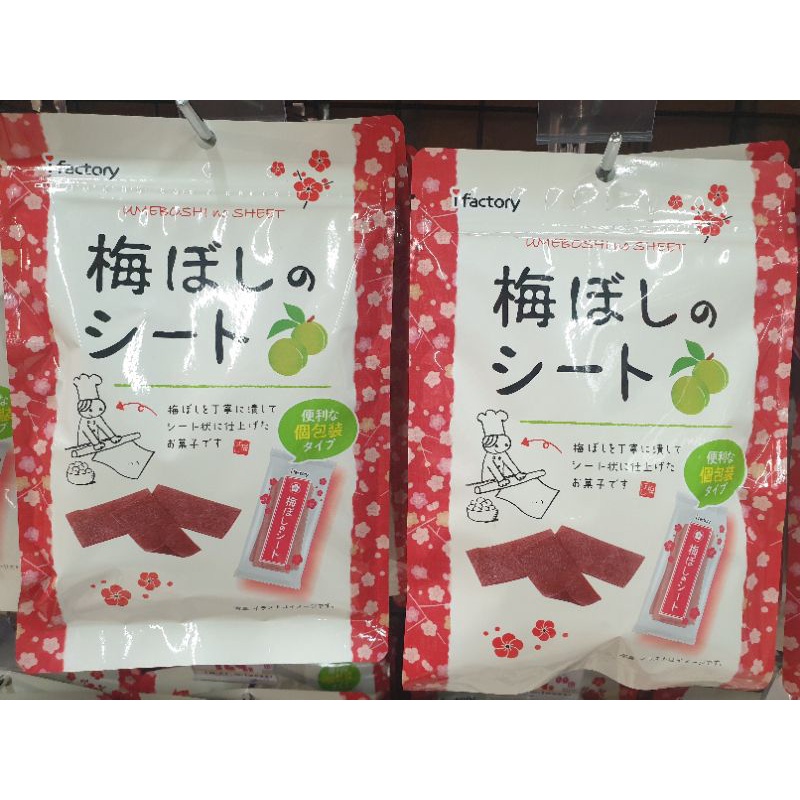 i factory
UMEBOSHI no SHEET
梅ぼしの
シート
梅ぼしを丁寧に潰して
シート状に仕上げた
お菓子です
便利な
個包装
タイプ
i factory
梅ぼしのシート
i factory
UMEBOSHI no SHEET
梅ぼしの
シート
梅ぼしを丁寧に潰して
シート状に仕上げた
お菓子です
便利な
個包装
タイプ
梅ぼしのシート